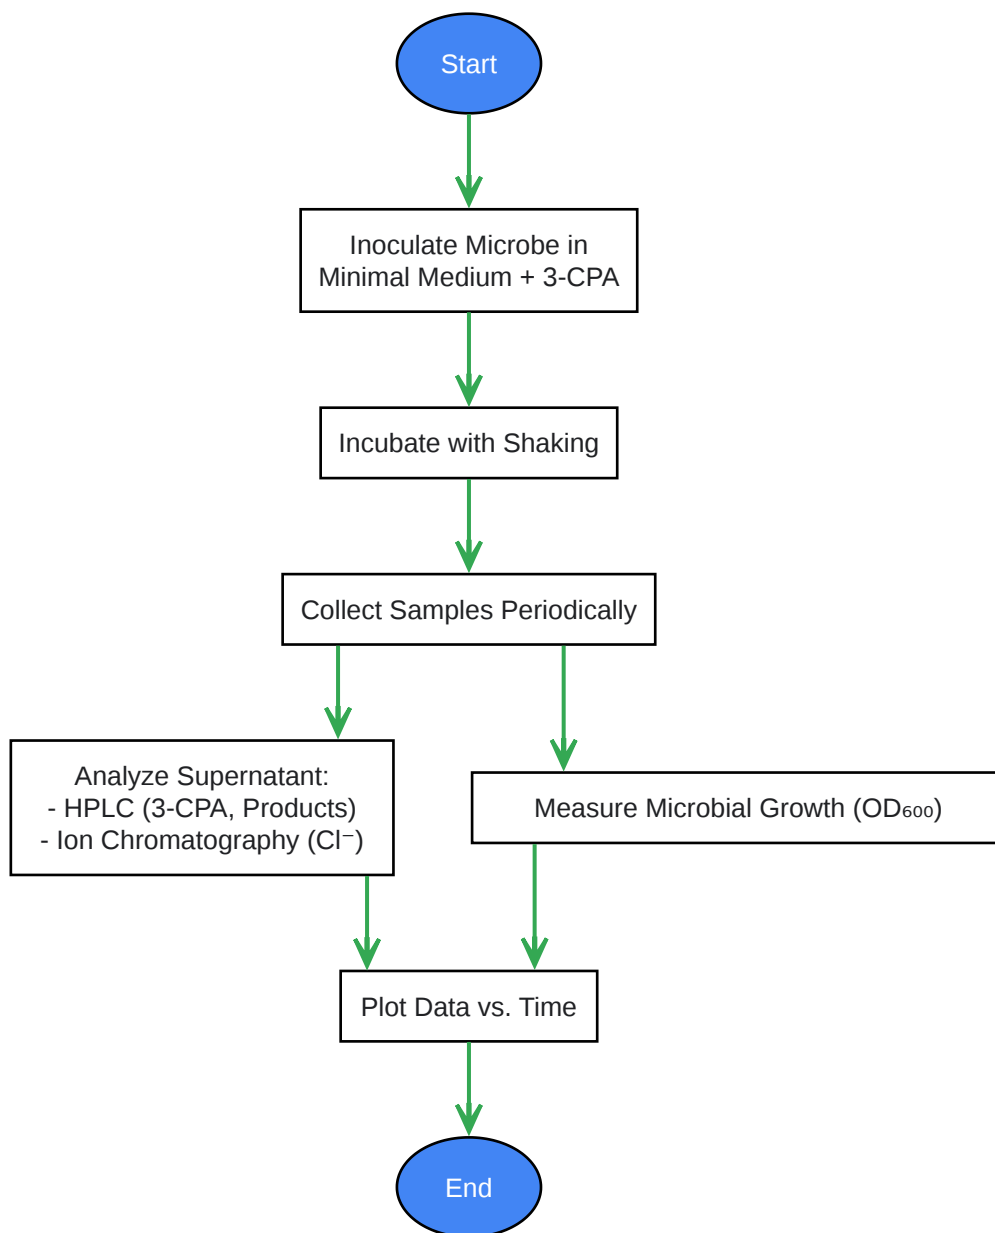 Start
Inoculate Microbe in
Minimal Medium + 3-CPA
Incubate with Shaking
Collect Samples Periodically
Analyze Supernatant:
- HPLC (3-CPA, Products)
- Ion Chromatography (Cl⁻)
Measure Microbial Growth (OD₆₀₀)
Plot Data vs. Time
End